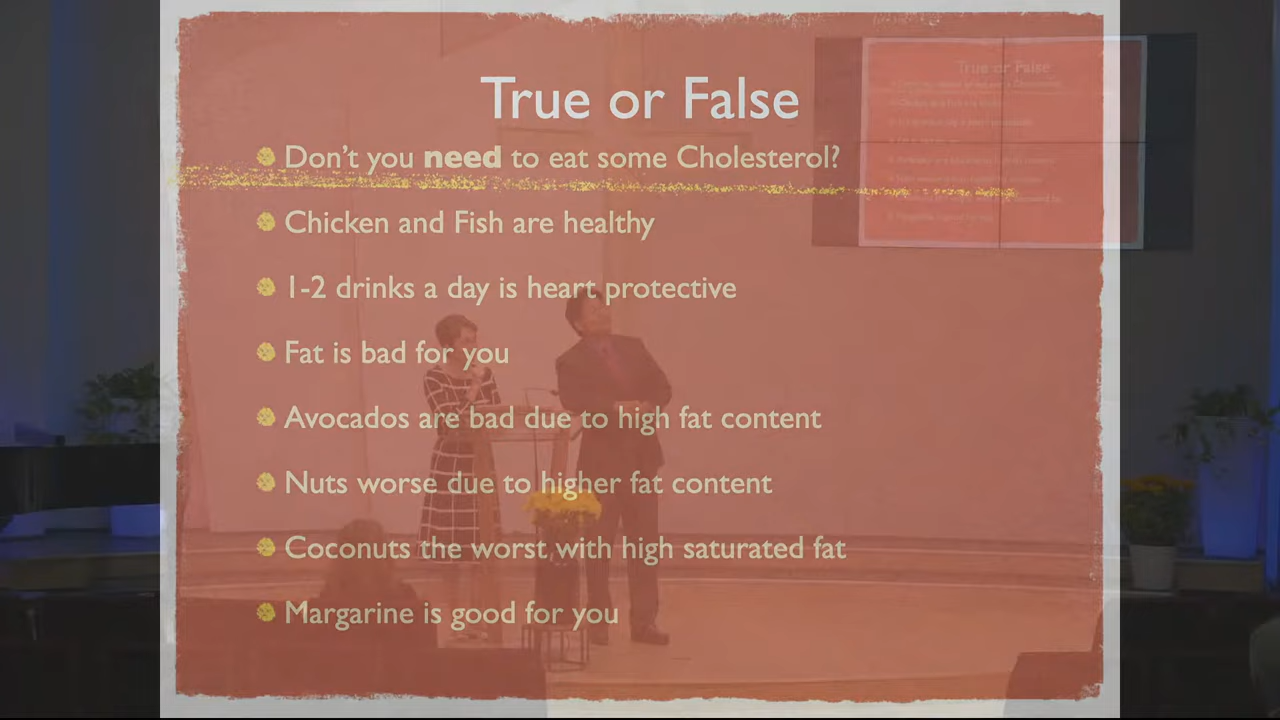 True or False
Don't you need to eat some Cholesterol?
Chicken and Fish are healthy
1-2 drinks a day is heart protective
Fat is bad for you
Avocados are bad due to high fat content
Nuts worse due to higher fat content
Coconuts the worst with high saturated fat
Margarine is good for you
True or False